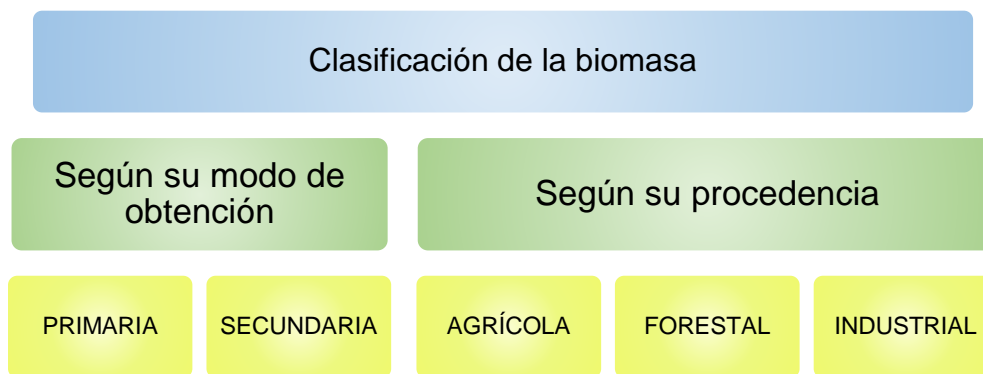 Clasificación de la biomasa
Según su modo de
obtención
Según su procedencia
PRIMARIA
SECUNDARIA
AGRÍCOLA
FORESTAL
INDUSTRIAL